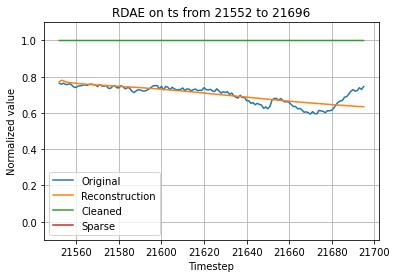 RDAE on ts from 21552 to 21696
Normalized value
1.0
0.8
0.6
0.4
0.2
0.0
Original
Reconstruction
Cleaned
Sparse
21560 21580 21600 21620 21640 21660 21680 21700
Timestep